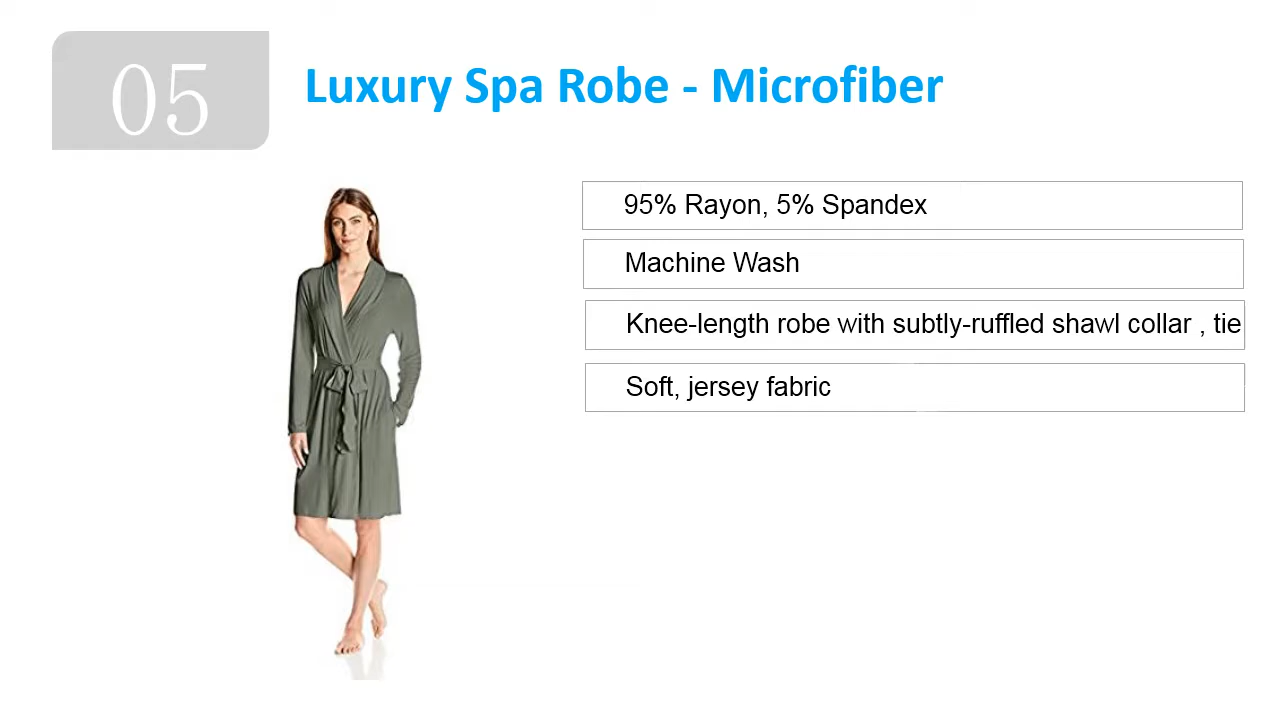 05
Luxury Spa Robe - Microfiber
95% Rayon, 5% Spandex
Machine Wash
Knee-length robe with subtly-ruffled shawl collar , tie
Soft, jersey fabric